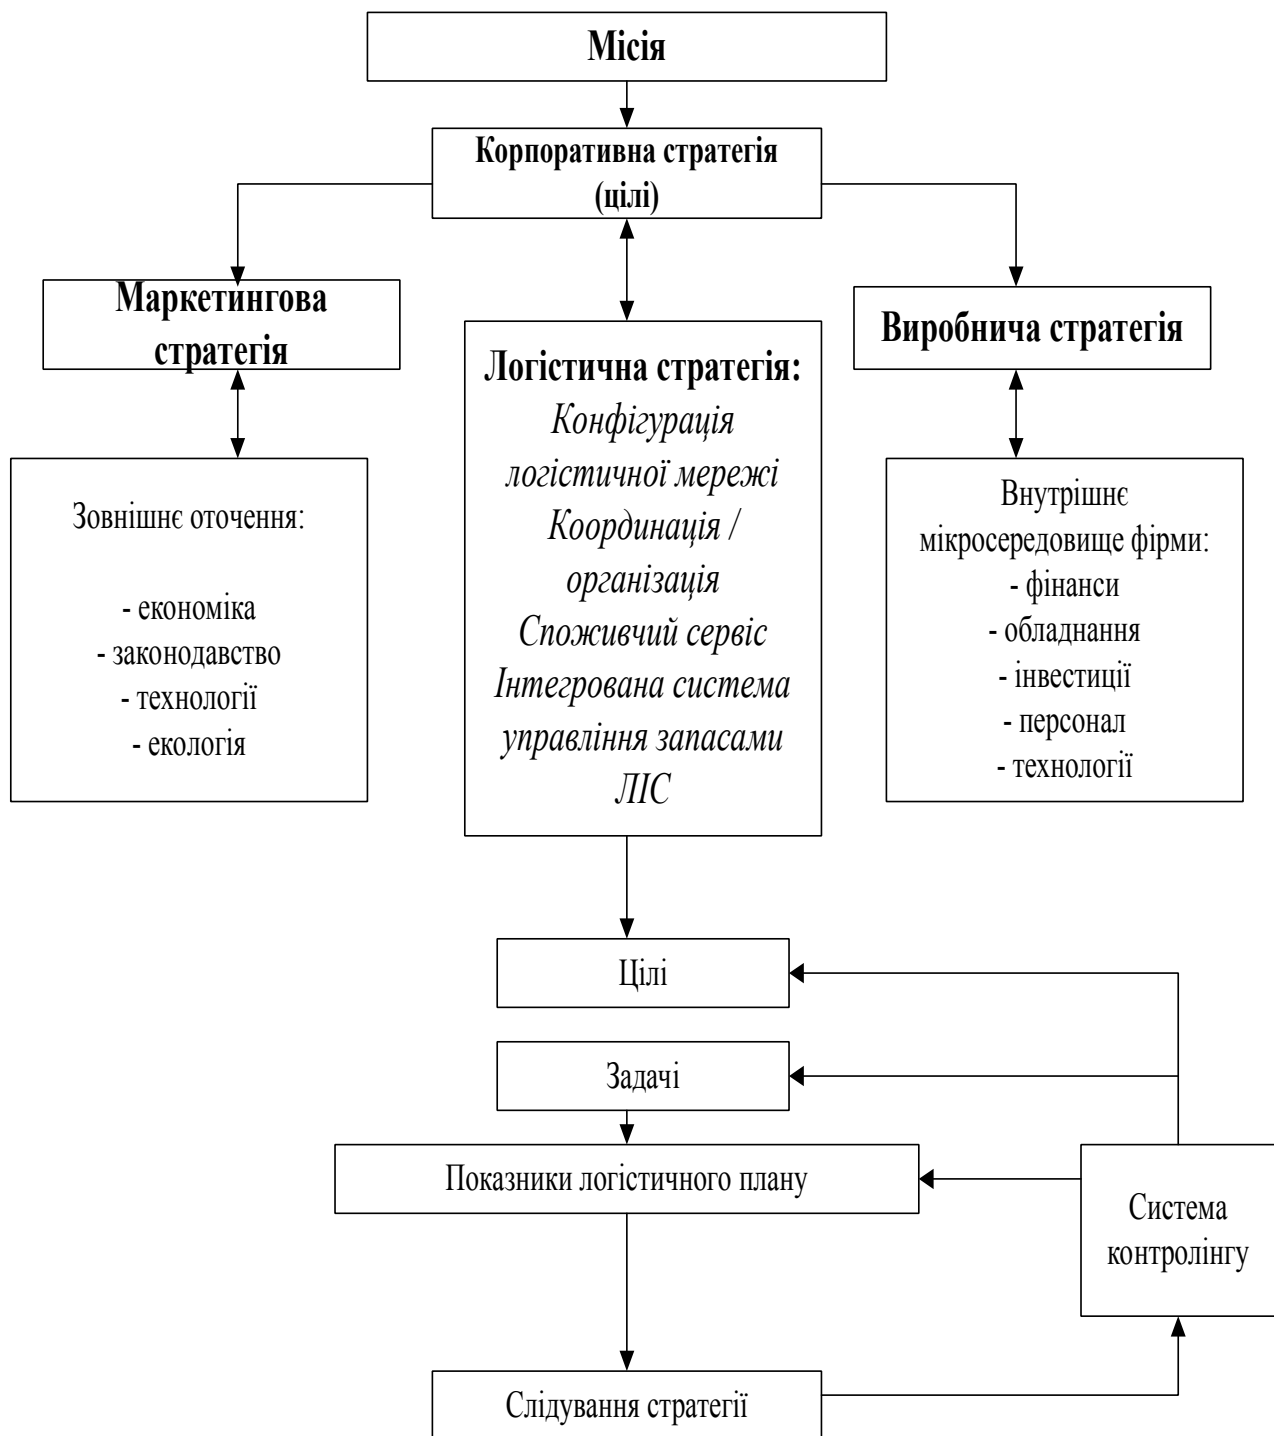 Місія
Корпоративна стратегія
(цілі)
Маркетингова
стратегія
Логістична стратегія:
Конфігурація
логістичної мережі
Координація /
організація
Споживчий сервіс
Інтегрована система
управління запасами
ЛІС
Виробнича стратегія
Зовнішнє оточення:
- економіка
- законодавство
- технології
- екологія
Внутрішнє
мікросередовище фірми:
- фінанси
- обладнання
- інвестиції
- персонал
- технології
Цілі
Задачі
Показники логістичного плану
Система
контролінгу
Слідування стратегії